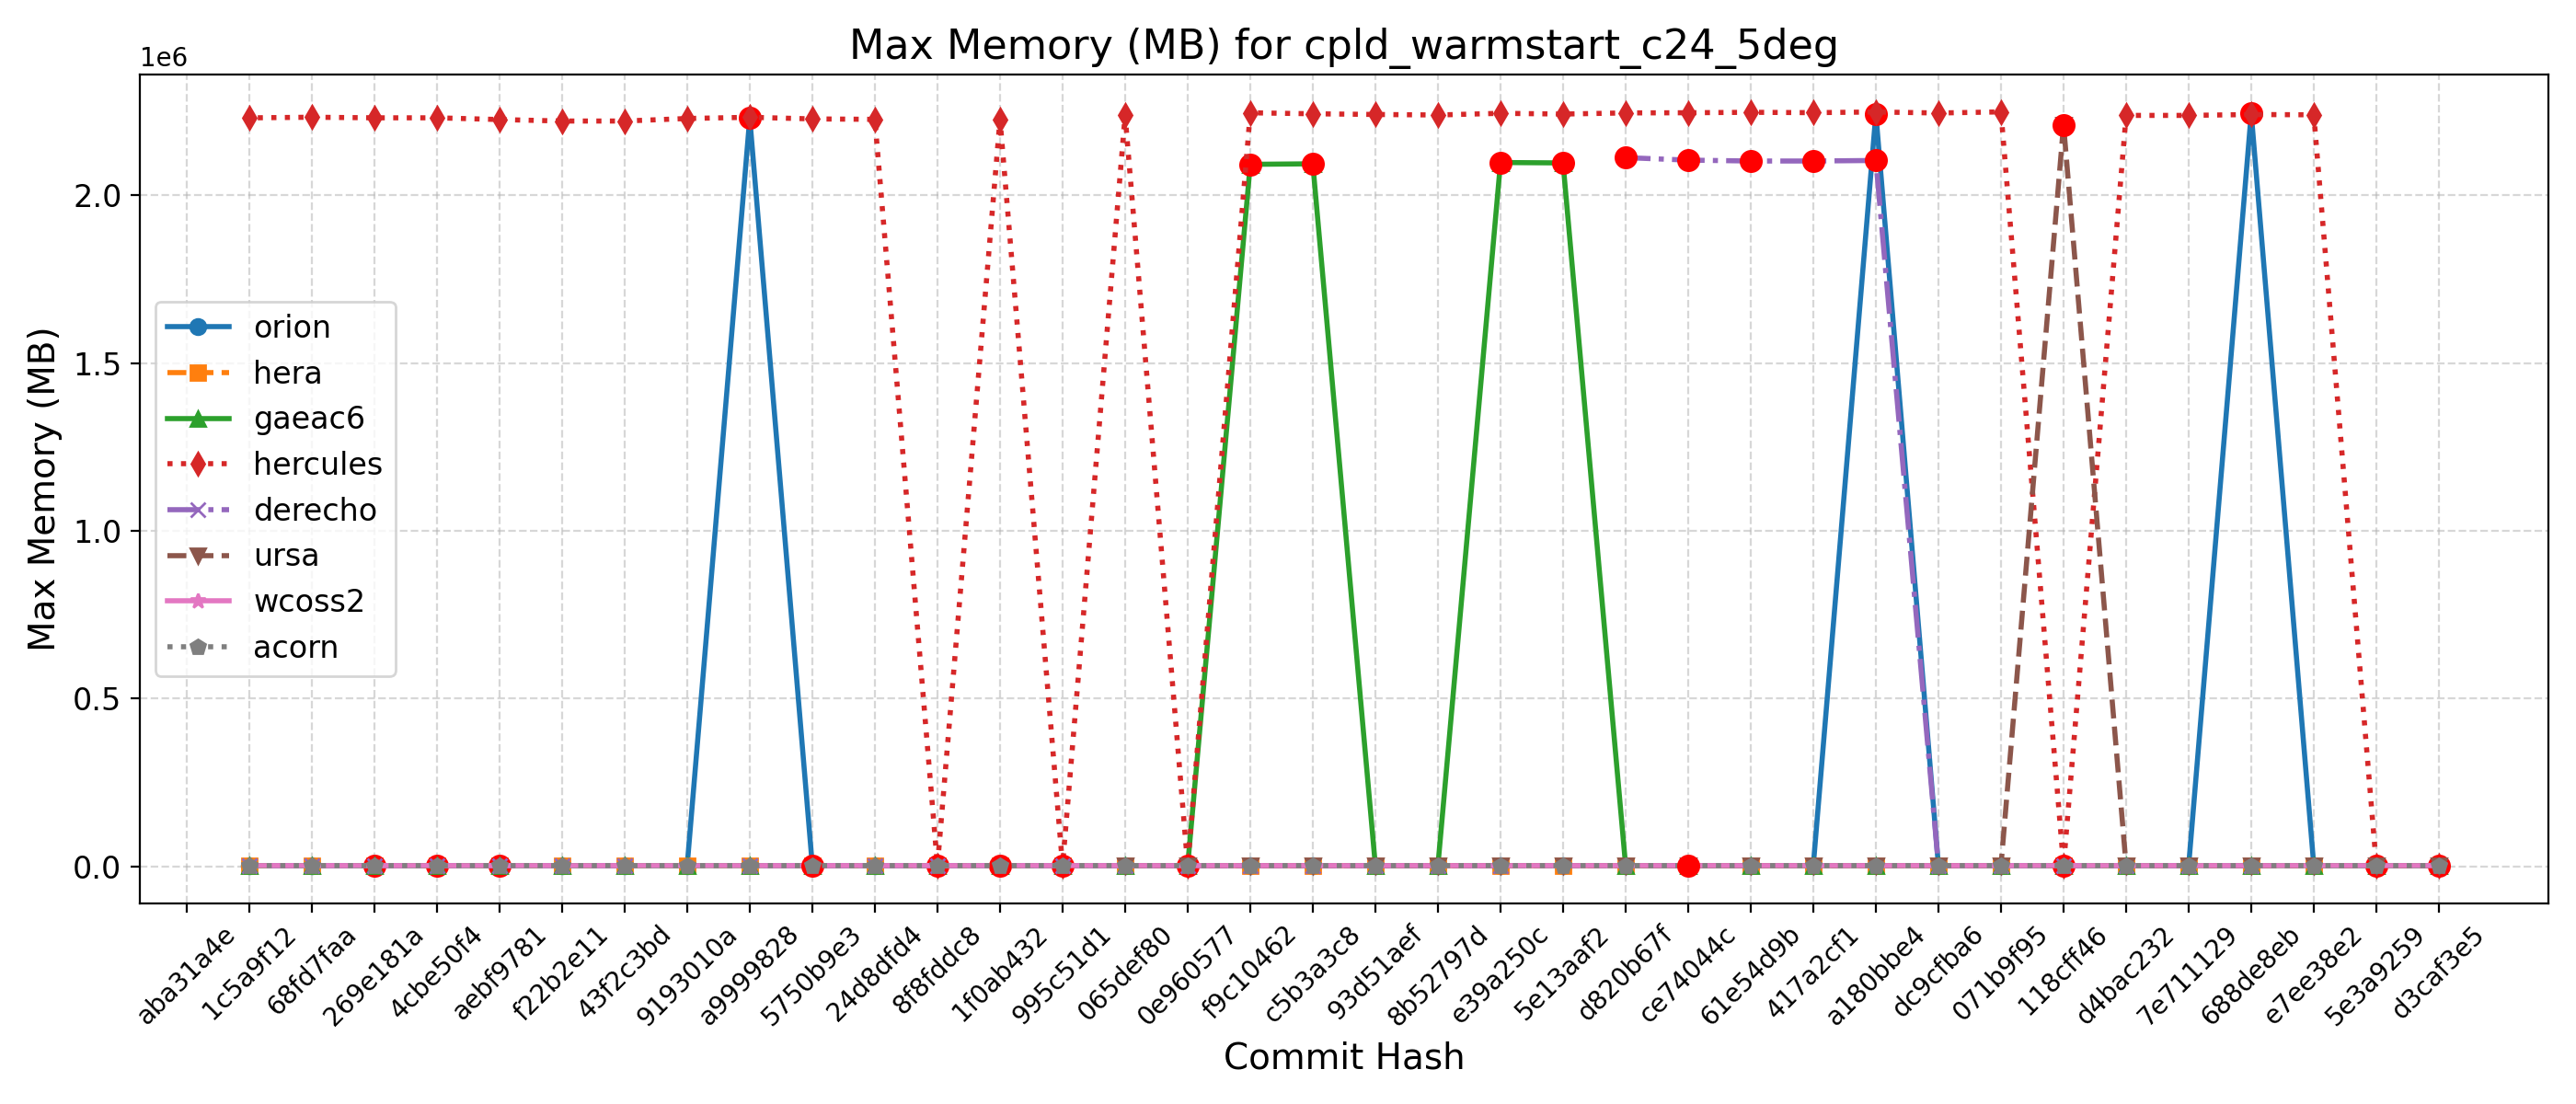 Max Memory (MB) for cpld_warmstart_c24_5deg
1e6
2.0
1.5
1.0
0.5
0.0
Max Memory (MB)
orion
hera
gaeac6
hercules
derecho
ursa
wcoss2
acorn
aba31a4e
1c5a9f12
68fd7faa
269e181a
4cbe50f4
aebf9781
f22b2e11
43f2c3bd
9193010a
a9999828
5750b9e3
24d8dfd4
8f8fddc8
1f0ab432
995c51d1
065def80
0e960577
f9c10462
c5b3a3c8
93d51aef
8b52797d
e39a250c
5e13aaf2
d820b67f
ce74044c
61e54d9b
417a2cf1
a180bbe4
dc9cfba6
071b9f95
118cff46
d4bac232
7e711129
688de8eb
e7ee38e2
5e3a9259
d3caf3e5
Commit Hash